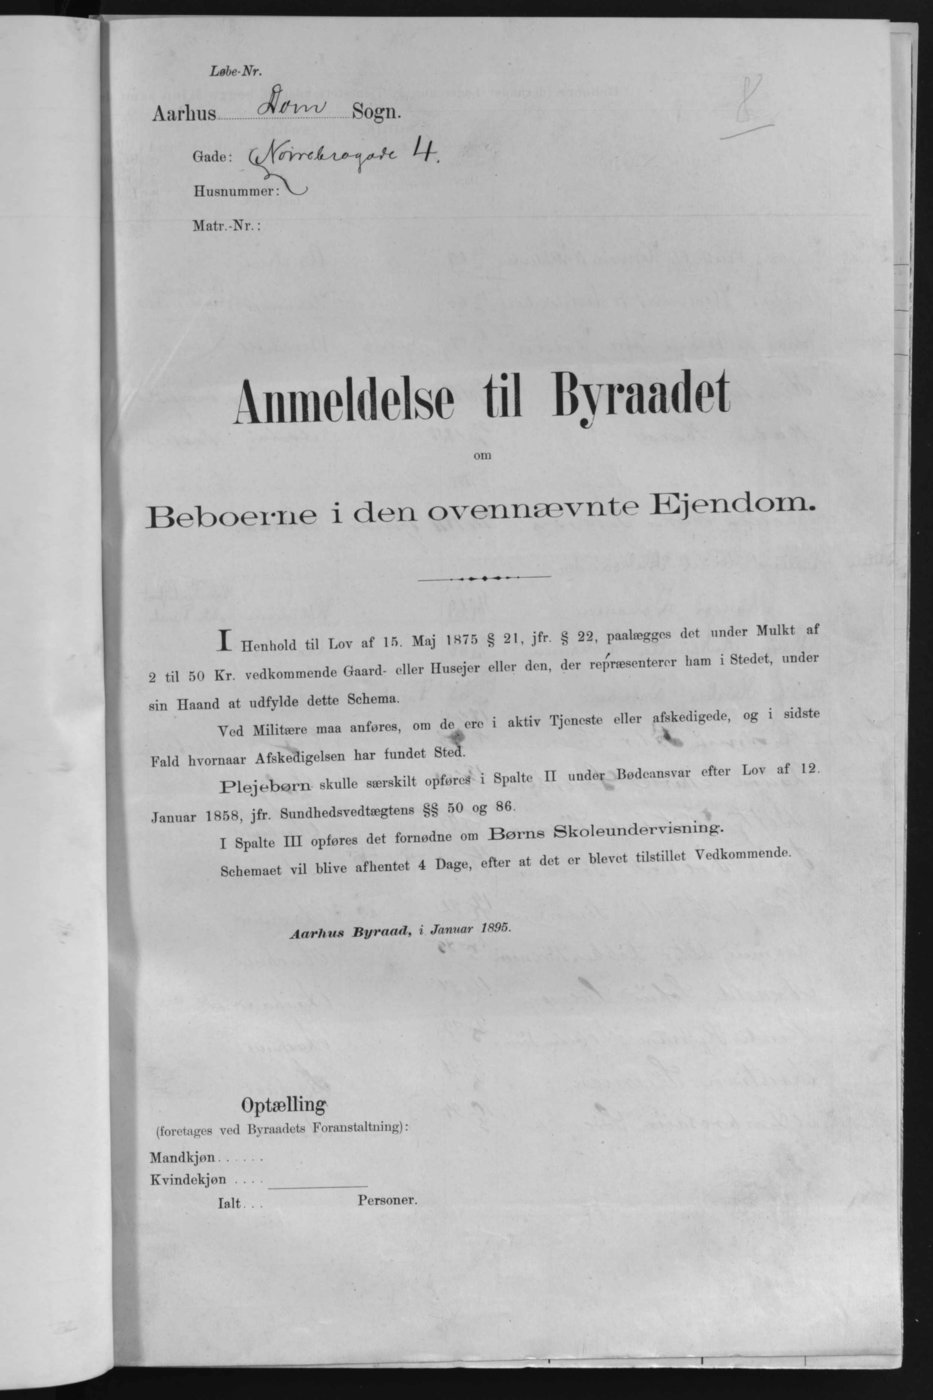 Løbe-Nr.
8
Aarhus Dom Sogn.
Gade: Nørrebrogade 4.
Husnummer:
Matr.-Nr.:
Anmeldelse til Byraadet
om
Beboerne i den ovennævnte Ejendom.
I Henhold til Lov af 15. Maj 1875 § 21, jfr. § 22, paalægges det under Mulkt af
2 til 50 Kr. vedkommende Gaard- eller Husejer eller den, der repræsenterer ham i Stedet, under
sin Haand at udfylde dette Schema.
Ved Militære maa anføres, om de ere i aktiv Tjeneste eller afskedigede, og i sidste
Fald hvornaar Afskedigelsen har fundet Sted.
Plejebørn skulle særskilt opføres i Spalte II under Bødeansvar efter Lov af 12.
Januar 1858, jfr. Sundhedsvedtægtens §§ 50 og 86.
I Spalte III opføres det fornødne om Børns Skoleundervisning.
Schemaet vil blive afhentet 4 Dage, efter at det er blevet tilstillet Vedkommende.
Aarhus Byraad, i Januar 1895.
Optælling
(foretages ved Byraadets Foranstaltning):
Mandkjøn......
Kvindekjøn ....
Ialt... Personer.